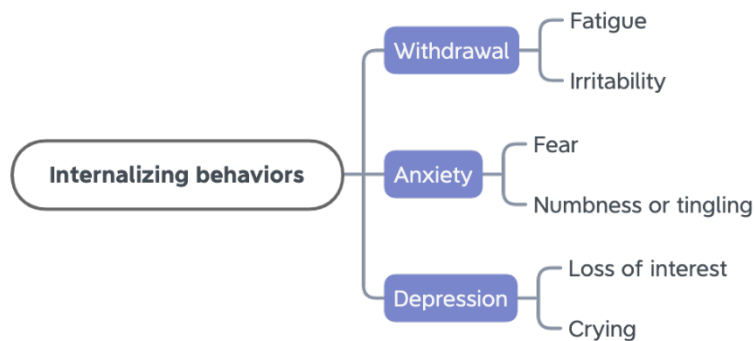 Internalizing behaviors
Withdrawal
Fatigue
Irritability
Anxiety
Fear
Numbness or tingling
Depression
Loss of interest
Crying